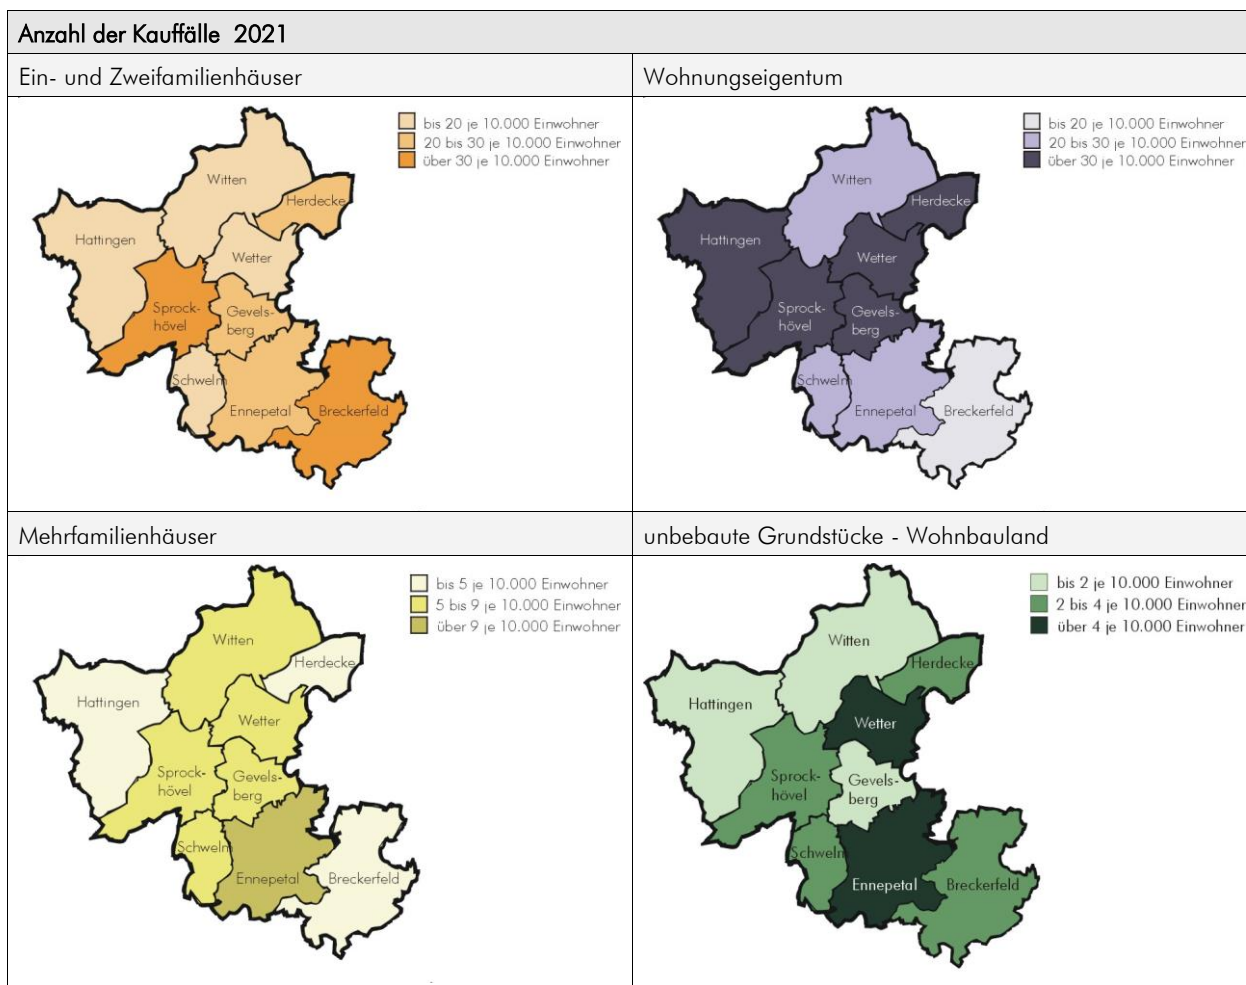 Anzahl der Kauffälle 2021
Ein- und Zweifamilienhäuser
bis 20 je 10.000 Einwohner
20 bis 30 je 10.000 Einwohner
über 30 je 10.000 Einwohner
Witten
Herdecke
Hattingen
Wetter
Sprock-
hövel
Gevels-
berg
Schwelm
Ennepetal
Breckerfeld
Wohnungseigentum
bis 20 je 10.000 Einwohner
20 bis 30 je 10.000 Einwohner
über 30 je 10.000 Einwohner
Witten
Herdecke
Hattingen
Wetter
Sprock-
hövel
Gevels-
berg
Schwelm
Ennepetal
Breckerfeld
Mehrfamilienhäuser
bis 5 je 10.000 Einwohner
5 bis 9 je 10.000 Einwohner
über 9 je 10.000 Einwohner
Witten
Herdecke
Hattingen
Wetter
Sprock-
hövel
Gevels-
berg
Schwelm
Ennepetal
Breckerfeld
unbebaute Grundstücke - Wohnbauland
bis 2 je 10.000 Einwohner
2 bis 4 je 10.000 Einwohner
über 4 je 10.000 Einwohner
Witten
Herdecke
Hattingen
Wetter
Sprock-
hövel
Gevels-
berg
Schwelm
Ennepetal
Breckerfeld